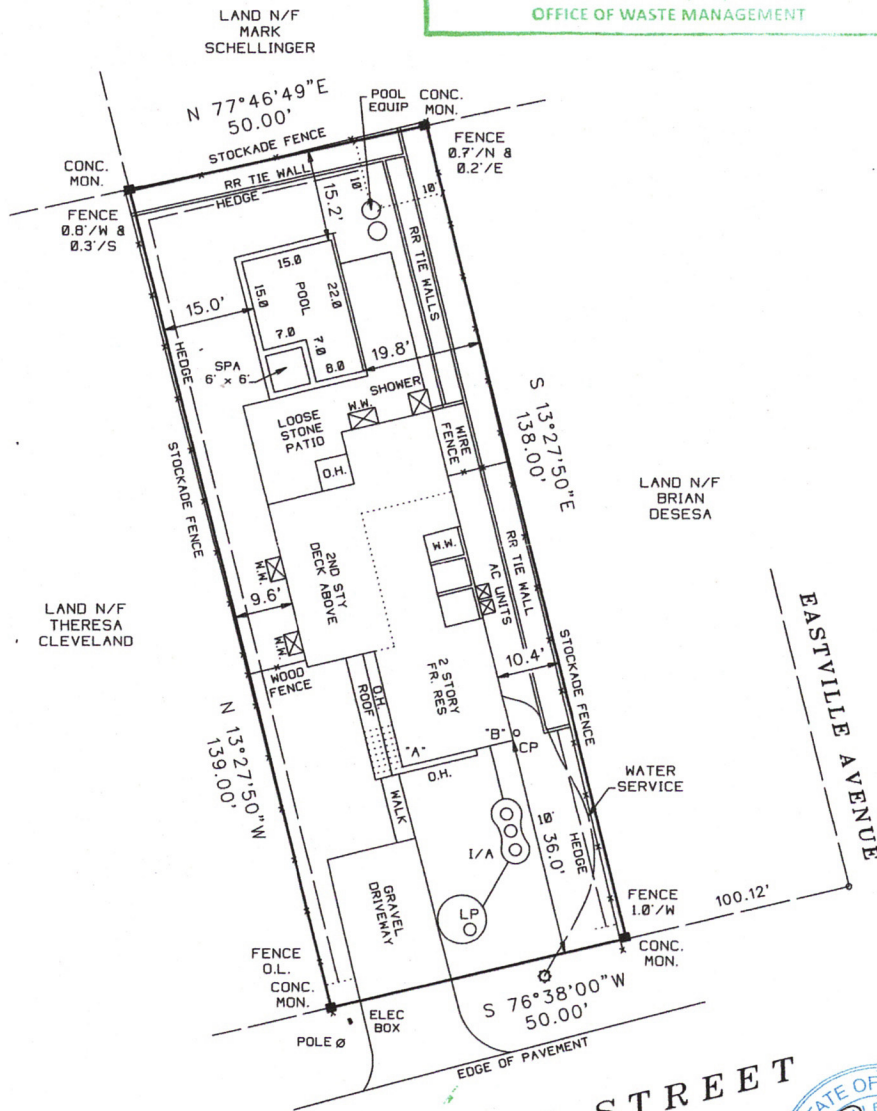 OFFICE OF WASTE MANAGEMENT
LAND N/F
MARK
SCHELLINGER
N 77°46'49"E
50.00'
POOL
EQUIP
CONC.
MON.
STOCKADE FENCE
FENCE
0.7'/N &
0.2'/E
CONC.
MON.
RR TIE WALL
HEDGE
10'
10'
FENCE
0.8'/W &
0.3'/S
15.2'
RR TIE WALLS
15.0
15.0
POOL
22.0
15.0'
7.0
7.0
8.0
19.8'
SPA
6' x 6'
HEDGE
SHOWER
W.W.
S 13°27'50"E
138.00'
LOOSE
STONE
PATIO
WIRE
FENCE
O.H.
STOCKADE FENCE
LAND N/F
BRIAN
DESESA
W.W.
RR TIE WALL
2ND STY
DECK ABOVE
W.W.
AC UNITS
9.6'
LAND N/F
THERESA
CLEVELAND
EASTVILLE AVENUE
W.W.
STOCKADE FENCE
10.4'
WOOD
FENCE
2 STORY
FR. RES
O.H.
ROOF
N 13°27'50"W
139.00'
"A"
"B"
CP
O.H.
WATER
SERVICE
WALK
10'
36.0'
HEDGE
I/A
GRAVEL
DRIVEWAY
LP
FENCE
1.0'/W
100.12'
FENCE
O.L.
CONC.
MON.
CONC.
MON.
S 76°38'00"W
50.00'
ELEC
BOX
POLE Ø
EDGE OF PAVEMENT
STREET